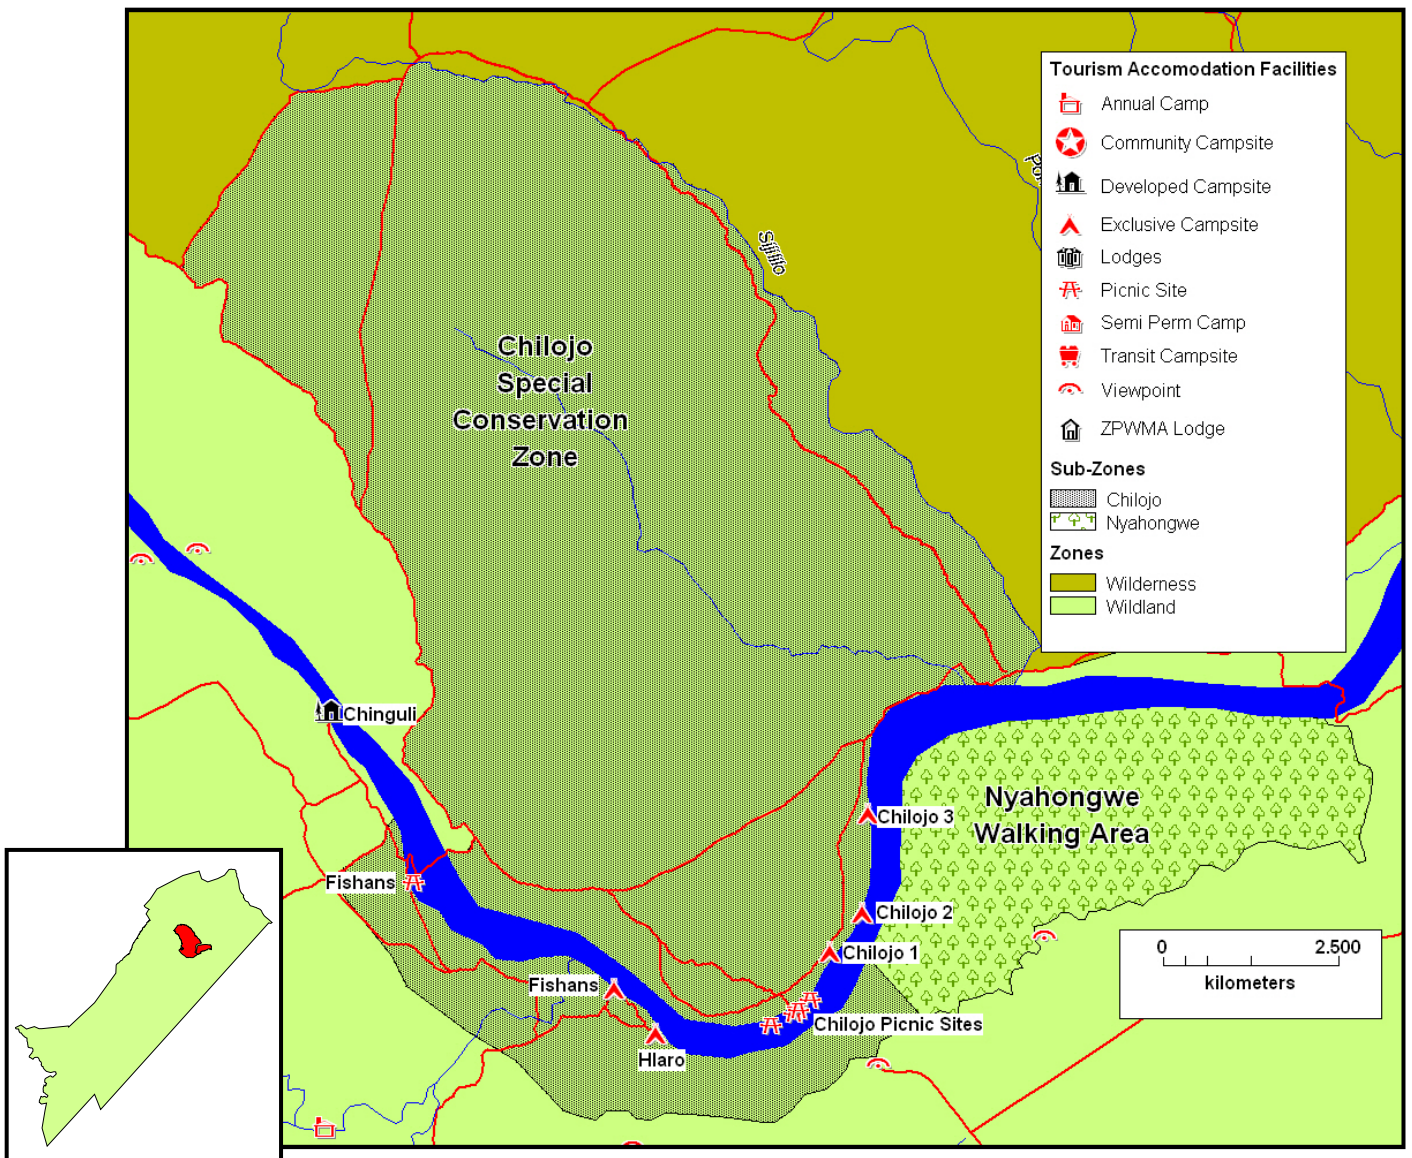 Tourism Accomodation Facilities
Annual Camp
Community Campsite
Developed Campsite
Exclusive Campsite
Lodges
Picnic Site
Semi Perm Camp
Transit Campsite
Viewpoint
ZPWMA Lodge
Sub-Zones
Chilojo
Nyahongwe
Zones
Wilderness
Wildland
Chilojo
Special
Conservation
Zone
Chinguli
Nyahongwe
Walking Area
Chilojo 3
Fishans
Chilojo 2
Chilojo 1
Fishans
Chilojo Picnic Sites
Hlaro
0 2.500
kilometers